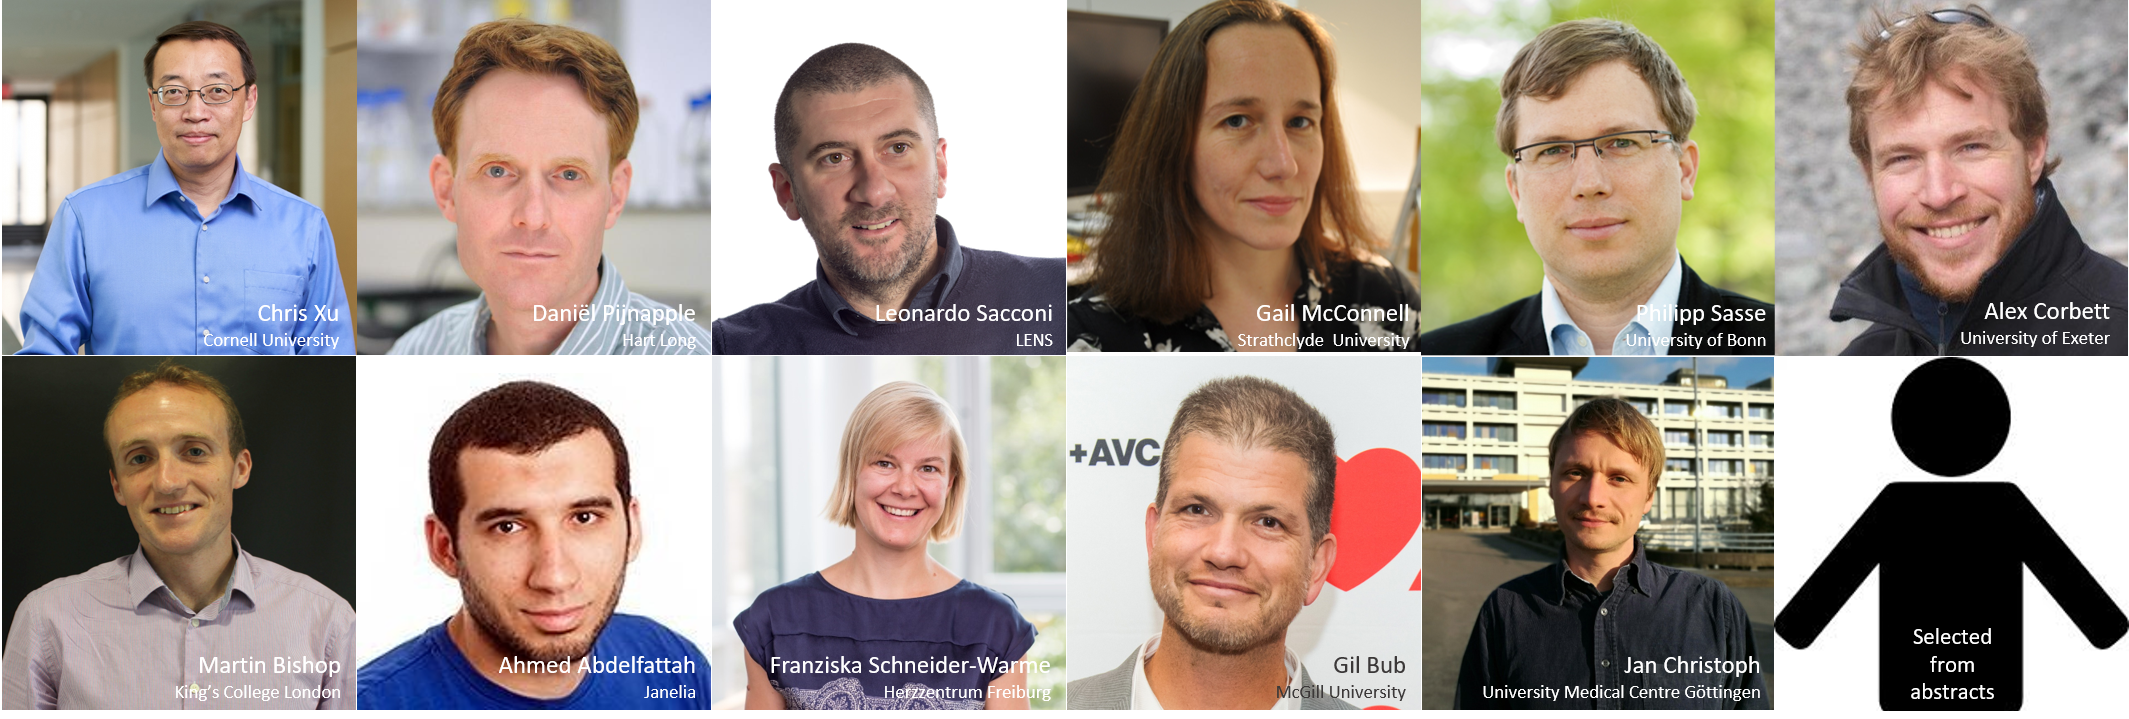 Chris Xu
Cornell University
Daniël Pijnapple
Hart Long
Leonardo Sacconi
LENS
Gail McConnell
Strathclyde University
Philipp Sasse
University of Bonn
Alex Corbett
University of Exeter
Martin Bishop
King's College London
Ahmed Abdelfattah
Janelia
Franziska Schneider-Warme
Herzzentrum Freiburg
+AVC
Gil Bub
McGill University
Jan Christoph
University Medical Centre Göttingen
Selected
from
abstracts